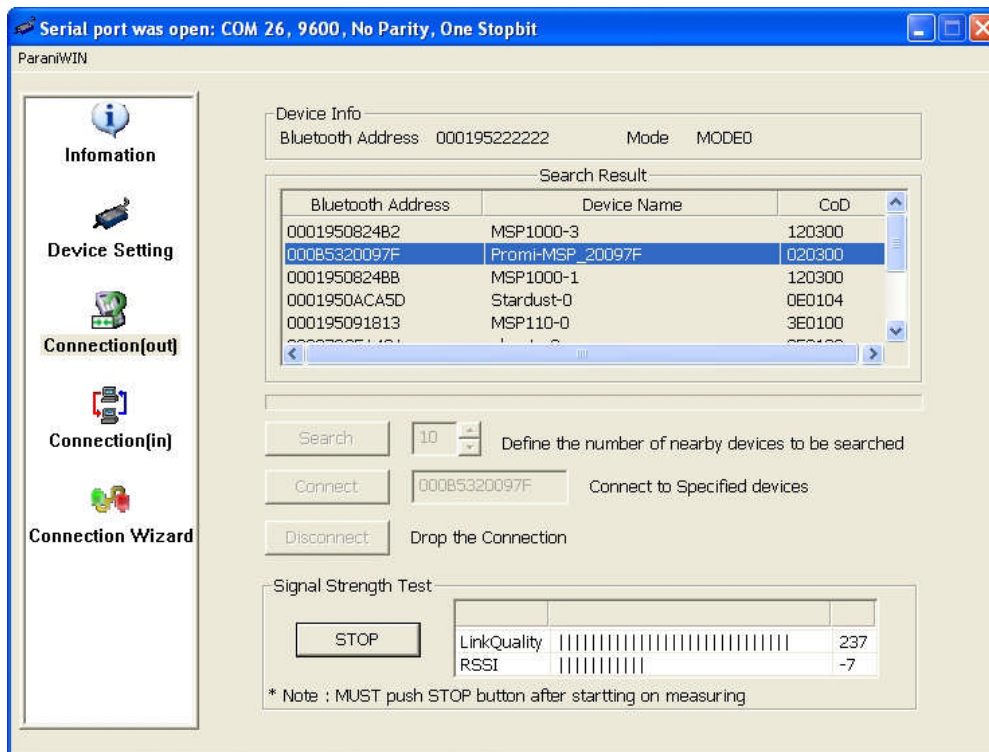 Serial port was open: COM 26, 9600, No Parity, One Stopbit
ParaniWIN
Infomation
Device Setting
Connection(out)
Connection(in)
Connection Wizard
Device Info
Bluetooth Address 000195222222 Mode MODE0
Search Result
Bluetooth Address Device Name CoD
0001950824B2 MSP1000-3 120300
000B5320097F Promi-MSP_20097F 020300
0001950824BB MSP1000-1 120300
0001950ACA5D Stardust-0 0E0104
000195091813 MSP110-0 3E0100
Search 10 Define the number of nearby devices to be searched
Connect 000B5320097F Connect to Specified devices
Disconnect Drop the Connection
Signal Strength Test
STOP
LinkQuality |||||||||||||||||||||||||||||| 237
RSSI ||||||||||| -7
* Note : MUST push STOP button after startting on measuring